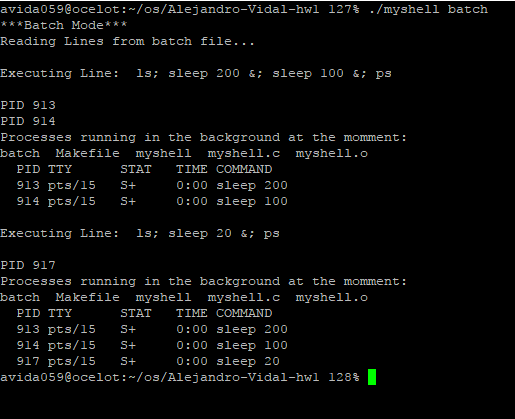 avida059@ocelot:~/os/Alejandro-Vidal-hw1 127% ./myshell batch
***Batch Mode***
Reading Lines from batch file...
Executing Line:  ls; sleep 200 &; sleep 100 &; ps
PID 913
PID 914
Processes running in the background at the momment:
batch  Makefile  myshell  myshell.c  myshell.o
  PID TTY      STAT   TIME COMMAND
  913 pts/15   S+     0:00 sleep 200
  914 pts/15   S+     0:00 sleep 100
Executing Line:  ls; sleep 20 &; ps
PID 917
Processes running in the background at the momment:
batch  Makefile  myshell  myshell.c  myshell.o
  PID TTY      STAT   TIME COMMAND
  913 pts/15   S+     0:00 sleep 200
  914 pts/15   S+     0:00 sleep 100
  917 pts/15   S+     0:00 sleep 20
avida059@ocelot:~/os/Alejandro-Vidal-hw1 128%